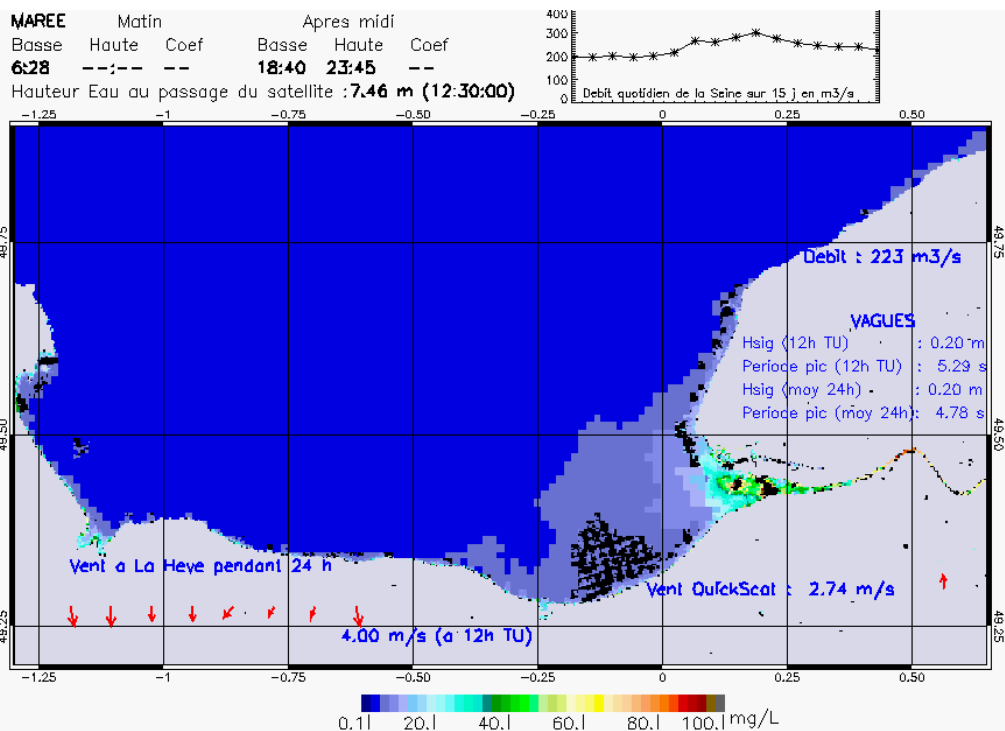 MAREE Matin Apres midi
Basse Haute Coef Basse Haute Coef
6:28 --:-- -- 18:40 23:45 --
Hauteur Eau au passage du satellite : 7.46 m (12:30:00)
400
300
200
100
0
Debit quotidien de la Seine sur 15 j en m3/s
-1.25 -1 -0.75 -0.50 -0.25 0 0.25 0.50
49.75 49.75
Debit : 223 m3/s
VAGUES
Hsig (12h TU) : 0.20 m
Periode pic (12h TU) : 5.29 s
Hsig (moy 24h) : 0.20 m
Periode pic (moy 24h): 4.78 s
49.50 49.50
Vent a La Heve pendant 24 h
Vent QuickScat : 2.74 m/s
49.25 49.25
4.00 m/s (a 12h TU)
-1.25 -1 -0.75 -0.50 -0.25 0 0.25 0.50
0.1 20.1 40.1 60.1 80.1 100.1 mg/L